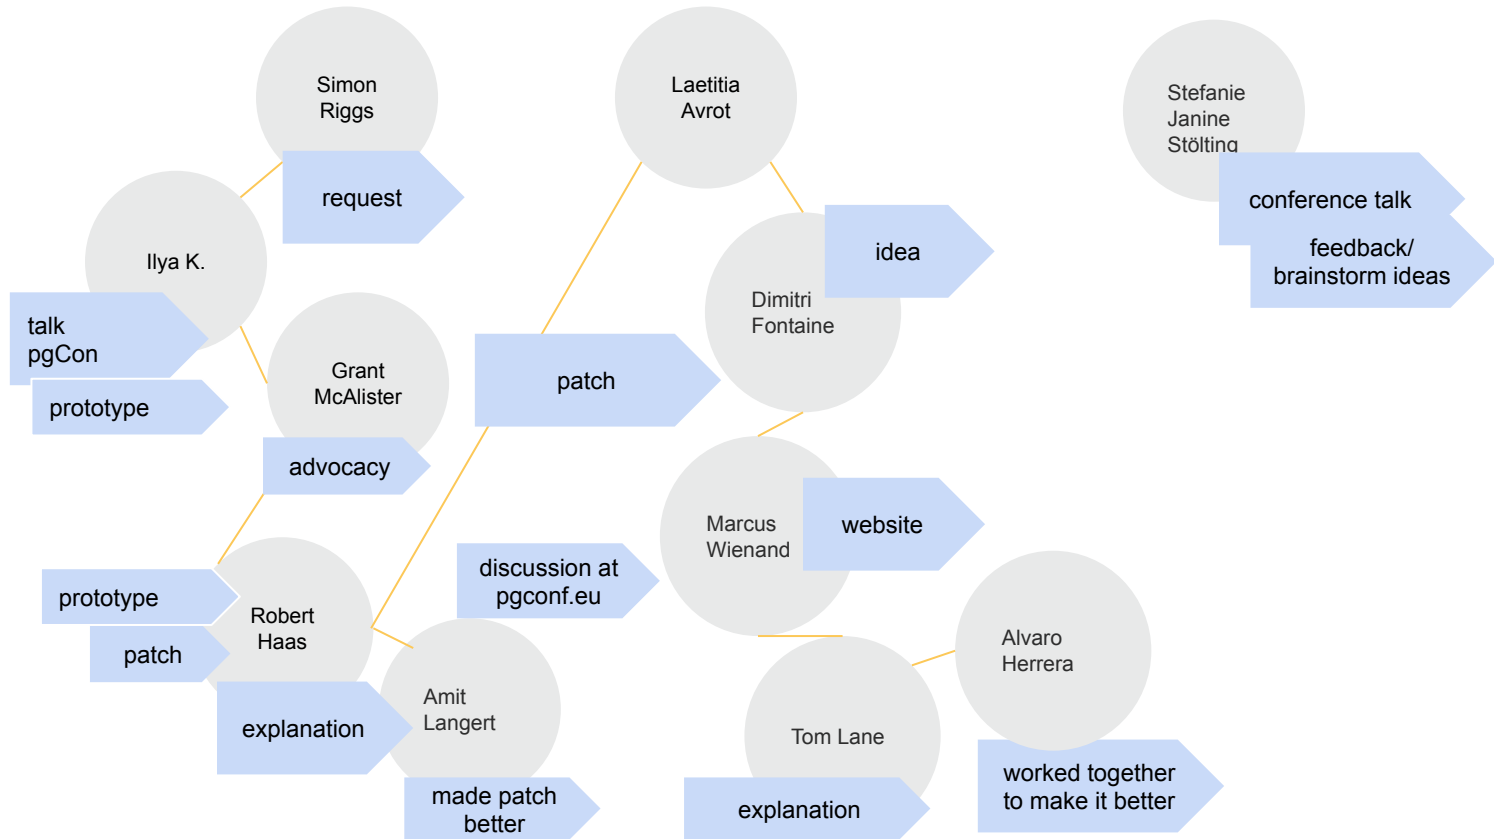 Simon
Riggs
request
Ilya K.
talk
pgCon
prototype
Grant
McAlister
advocacy
prototype
patch
Robert
Haas
explanation
Amit
Langert
made patch
better
Laetitia
Avrot
patch
idea
Dimitri
Fontaine
Marcus
Wienand
website
discussion at
pgconf.eu
Tom Lane
explanation
Alvaro
Herrera
worked together
to make it better
Stefanie
Janine
Stölting
conference talk
feedback/
brainstorm ideas